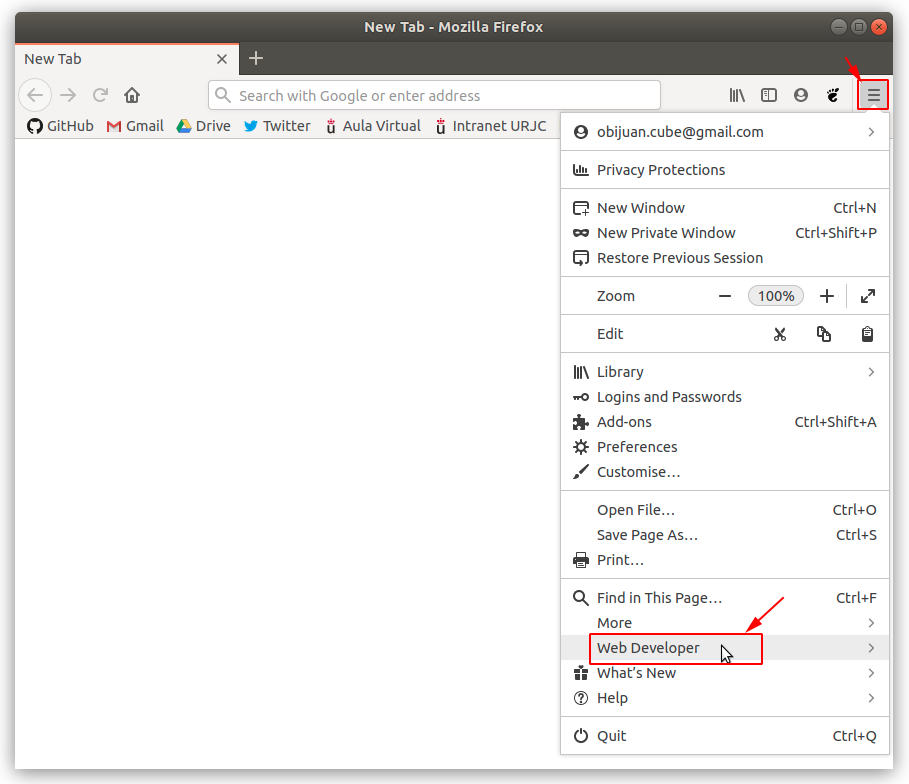 New Tab - Mozilla Firefox
New Tab
Search with Google or enter address
GitHub Gmail Drive Twitter Aula Virtual Intranet URJC
obijuan.cube@gmail.com
Privacy Protections
New Window Ctrl+N
New Private Window Ctrl+Shift+P
Restore Previous Session
Zoom 100%
Edit
Library
Logins and Passwords
Add-ons Ctrl+Shift+A
Preferences
Customise…
Open File… Ctrl+O
Save Page As… Ctrl+S
Print…
Find in This Page… Ctrl+F
More
Web Developer
What’s New
Help
Quit Ctrl+Q